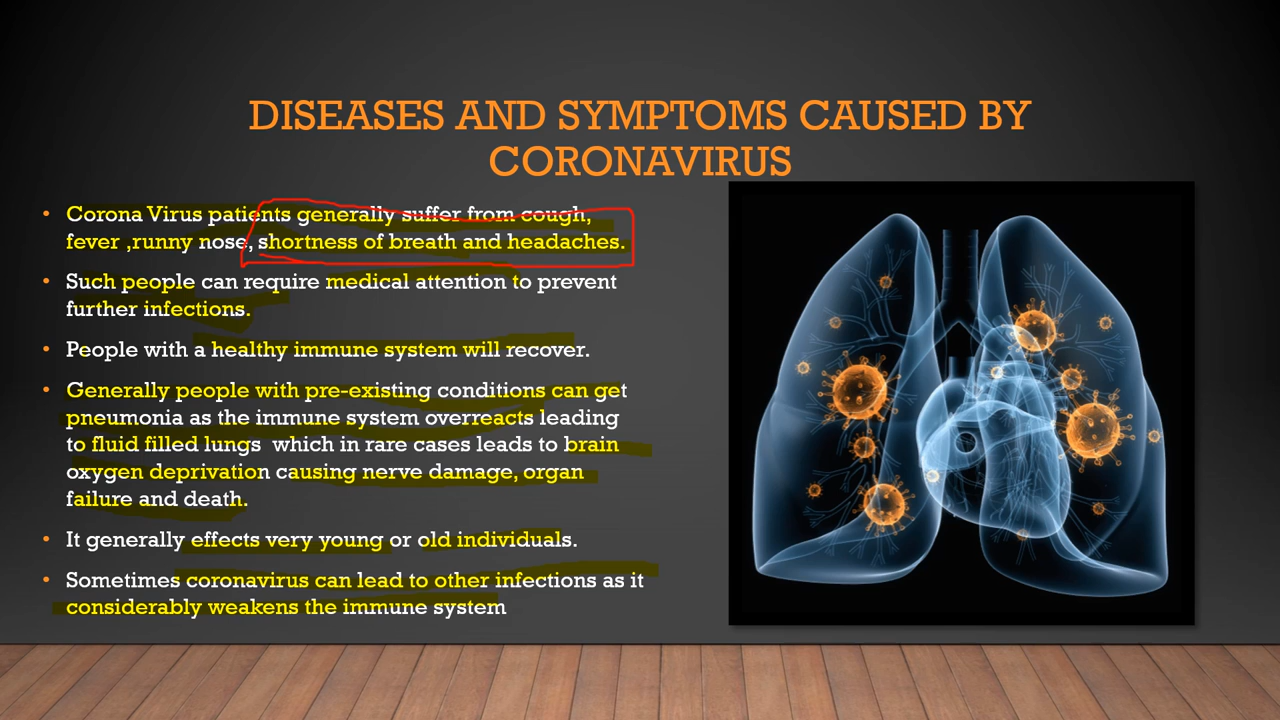 DISEASES AND SYMPTOMS CAUSED BY
CORONAVIRUS
• Corona Virus patients generally suffer from cough,
fever ,runny nose, shortness of breath and headaches.
• Such people can require medical attention to prevent
further infections.
• People with a healthy immune system will recover.
• Generally people with pre-existing conditions can get
pneumonia as the immune system overreacts leading
to fluid filled lungs which in rare cases leads to brain
oxygen deprivation causing nerve damage, organ
failure and death.
• It generally effects very young or old individuals.
• Sometimes coronavirus can lead to other infections as it
considerably weakens the immune system